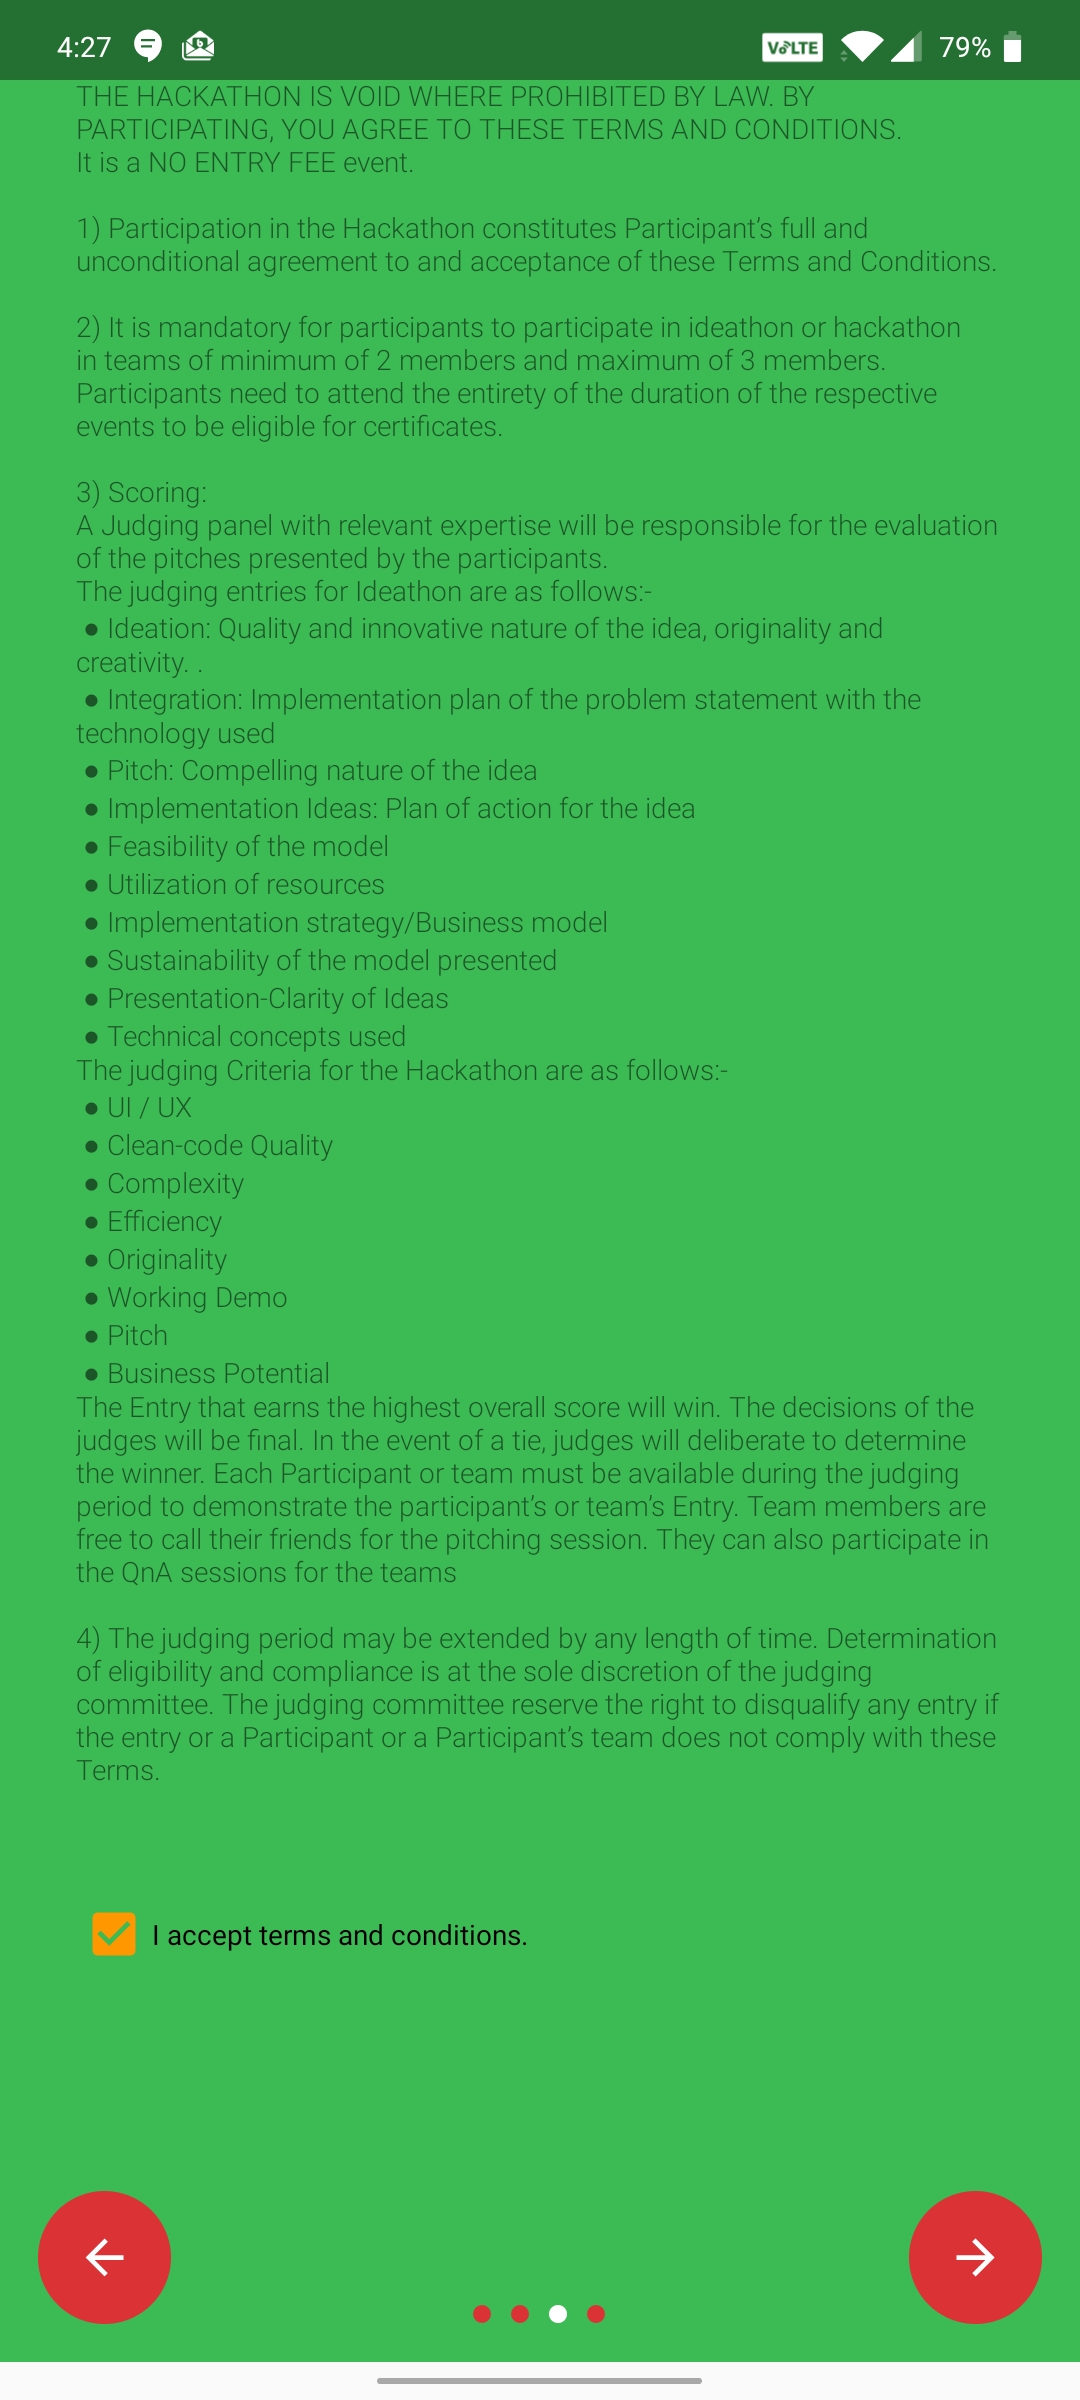 4:27
VoLTE
79%
THE HACKATHON IS VOID WHERE PROHIBITED BY LAW. BY
PARTICIPATING, YOU AGREE TO THESE TERMS AND CONDITIONS.
It is a NO ENTRY FEE event.
1) Participation in the Hackathon constitutes Participant’s full and
unconditional agreement to and acceptance of these Terms and Conditions.
2) It is mandatory for participants to participate in ideathon or hackathon
in teams of minimum of 2 members and maximum of 3 members.
Participants need to attend the entirety of the duration of the respective
events to be eligible for certificates.
3) Scoring:
A Judging panel with relevant expertise will be responsible for the evaluation
of the pitches presented by the participants.
The judging entries for Ideathon are as follows:-
● Ideation: Quality and innovative nature of the idea, originality and
creativity. .
● Integration: Implementation plan of the problem statement with the
technology used
● Pitch: Compelling nature of the idea
● Implementation Ideas: Plan of action for the idea
● Feasibility of the model
● Utilization of resources
● Implementation strategy/Business model
● Sustainability of the model presented
● Presentation-Clarity of Ideas
● Technical concepts used
The judging Criteria for the Hackathon are as follows:-
● UI / UX
● Clean-code Quality
● Complexity
● Efficiency
● Originality
● Working Demo
● Pitch
● Business Potential
The Entry that earns the highest overall score will win. The decisions of the
judges will be final. In the event of a tie, judges will deliberate to determine
the winner. Each Participant or team must be available during the judging
period to demonstrate the participant’s or team’s Entry. Team members are
free to call their friends for the pitching session. They can also participate in
the QnA sessions for the teams
4) The judging period may be extended by any length of time. Determination
of eligibility and compliance is at the sole discretion of the judging
committee. The judging committee reserve the right to disqualify any entry if
the entry or a Participant or a Participant’s team does not comply with these
Terms.
I accept terms and conditions.